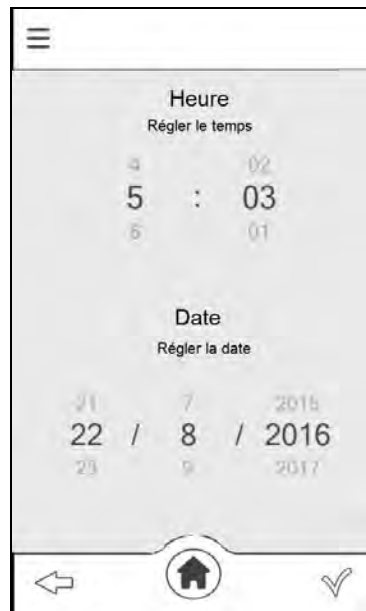 Heure
Régler le temps
4 02
5 : 03
6 01
Date
Régler la date
21 7 2015
22 / 8 / 2016
23 9 2017